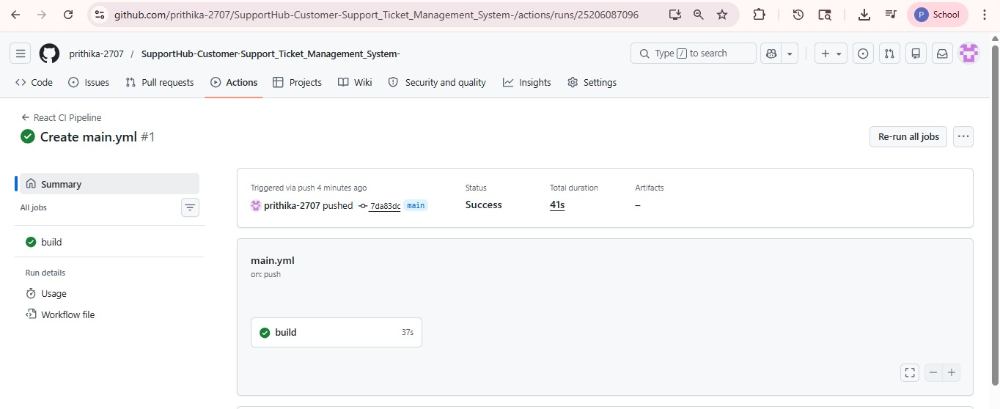 github.com/prithika-2707/SupportHub-Customer-Support_Ticket_Management_System-/actions/runs/25206087096
P School
prithika-2707 / SupportHub-Customer-Support_Ticket_Management_System-
Type / to search
Code Issues Pull requests Actions Projects Wiki Security and quality Insights Settings
← React CI Pipeline
Create main.yml #1
Re-run all jobs
Summary
All jobs
build
Run details
Usage
Workflow file
Triggered via push 4 minutes ago
prithika-2707 pushed 7da83dc main
Status
Success
Total duration
41s
Artifacts
–
main.yml
on: push
build 37s